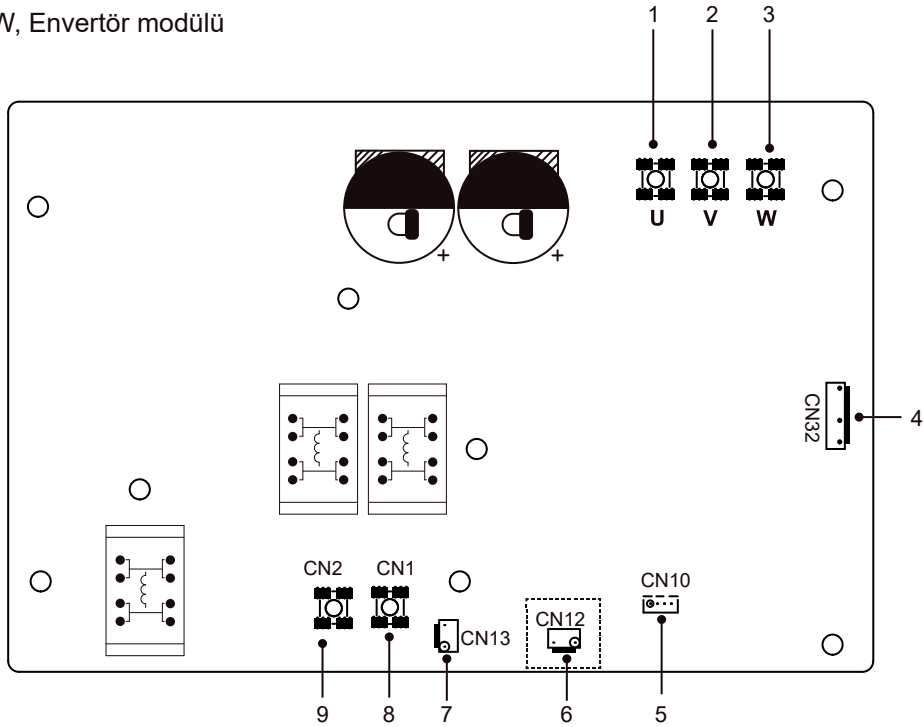 W, Envertör modülü
1 2 3
U V W
+ +
CN32
4
CN2 CN1
CN10
CN12
CN13
9 8 7 6 5